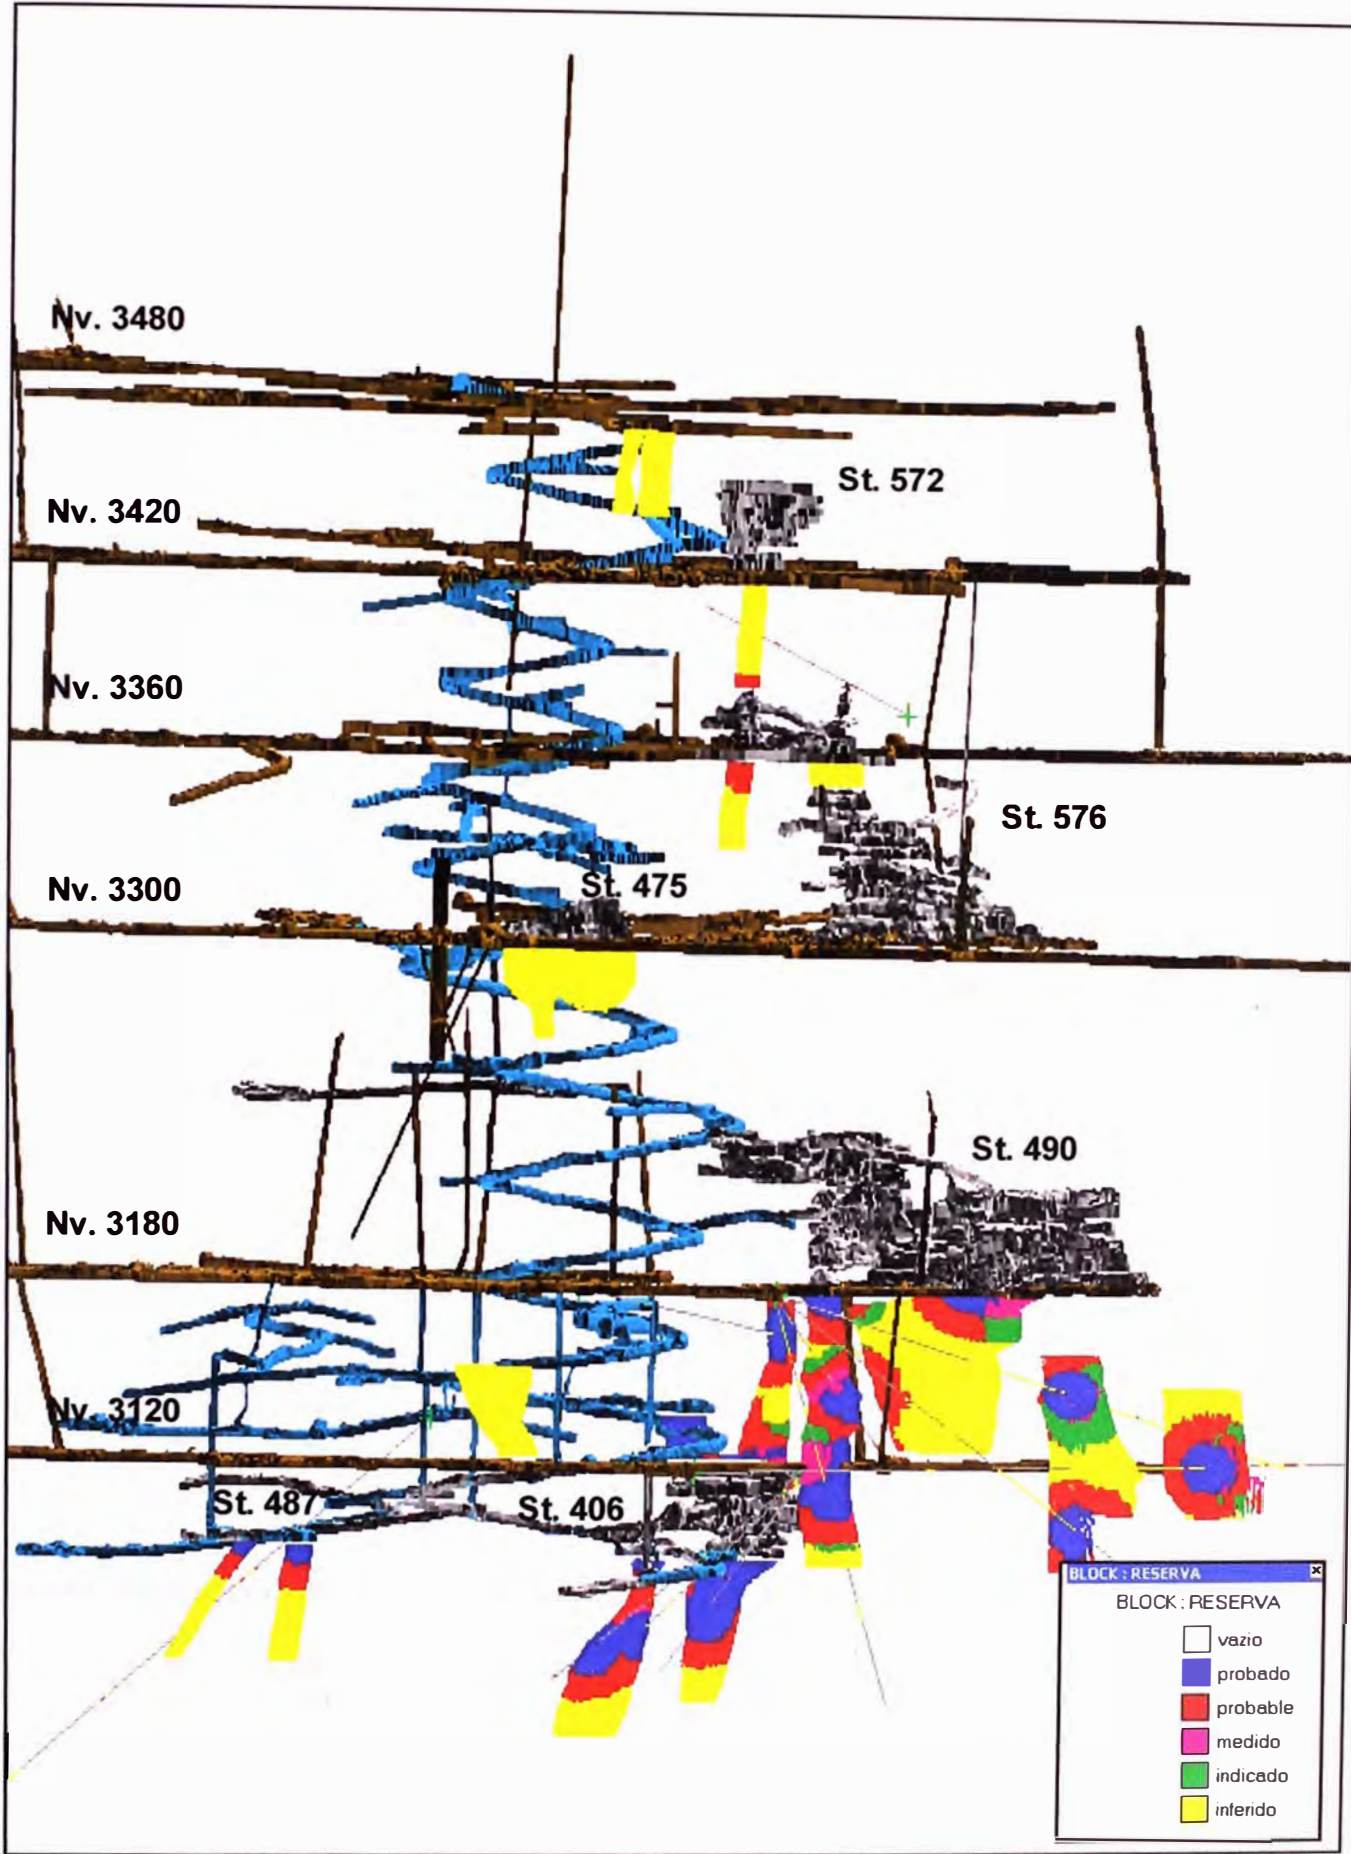 Nv. 3480
St. 572
Nv. 3420
Nv. 3360
St. 576
St. 475
Nv. 3300
St. 490
Nv. 3180
Nv. 3120
St. 487
St. 406
BLOCK : RESERVA
BLOCK : RESERVA
vazio
probado
probable
medido
indicado
inferido